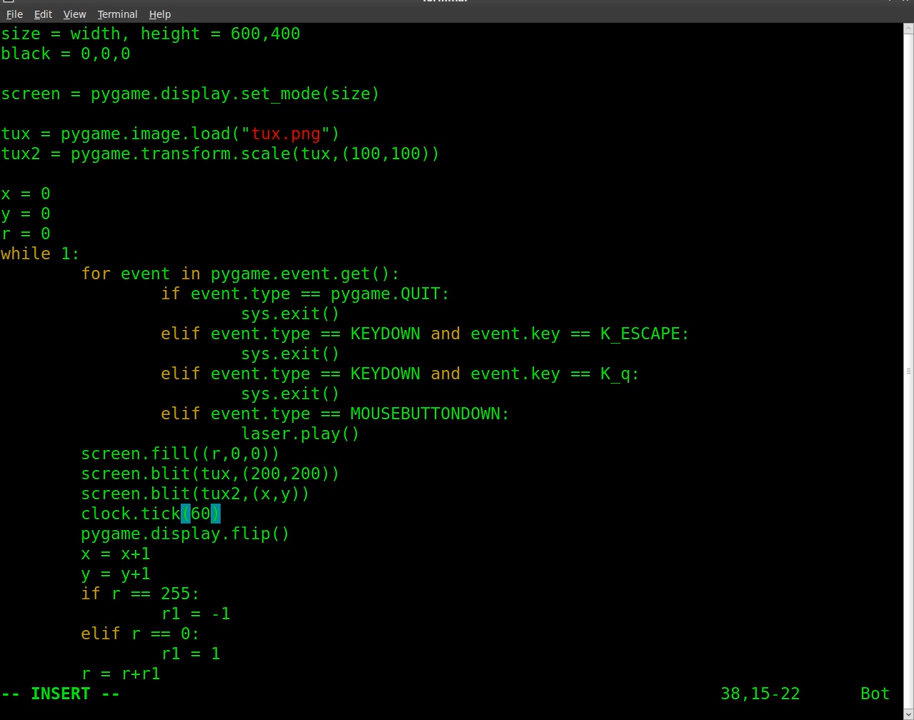 File Edit View Terminal Help
size = width, height = 600,400
black = 0,0,0
screen = pygame.display.set_mode(size)
tux = pygame.image.load("tux.png")
tux2 = pygame.transform.scale(tux,(100,100))
x = 0
y = 0
r = 0
while 1:
        for event in pygame.event.get():
                if event.type == pygame.QUIT:
                        sys.exit()
                elif event.type == KEYDOWN and event.key == K_ESCAPE:
                        sys.exit()
                elif event.type == KEYDOWN and event.key == K_q:
                        sys.exit()
                elif event.type == MOUSEBUTTONDOWN:
                        laser.play()
        screen.fill((r,0,0))
        screen.blit(tux,(200,200))
        screen.blit(tux2,(x,y))
        clock.tick(60)
        pygame.display.flip()
        x = x+1
        y = y+1
        if r == 255:
                r1 = -1
        elif r == 0:
                r1 = 1
        r = r+r1
-- INSERT -- 38,15-22 Bot